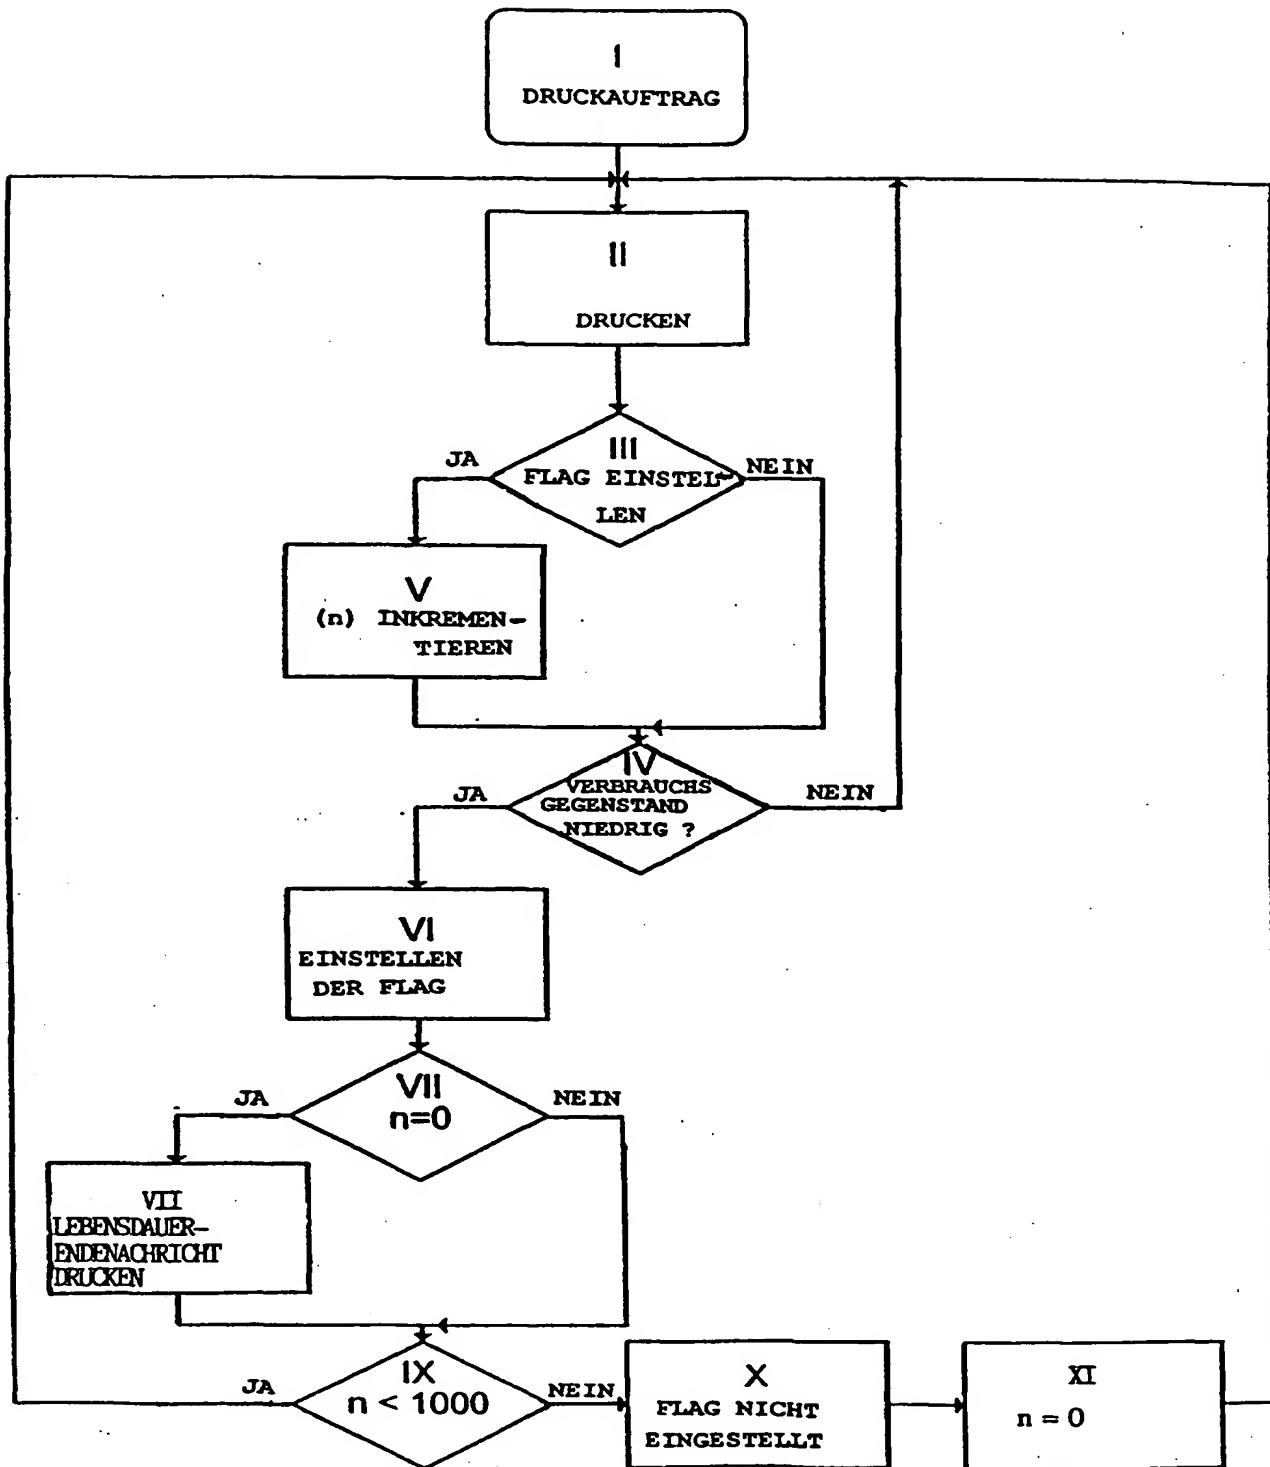 I
DRUCKAUFTRAG
II
DRUCKEN
III
JA
NEIN
FLAG EINSTEL-
LEN
V
(n) INKREMEN-
TIEREN
IV
VERBRAUCHS
GEGENSTAND
NIEDRIG ?
JA
NEIN
VI
EINSTELLEN
DER FLAG
VII
n=0
JA
NEIN
VII
LEBENSDAUER-
ENDENACHRICHT
DRUCKEN
IX
n < 1000
JA
NEIN
X
FLAG NICHT
EINGESTELLT
XI
n = 0